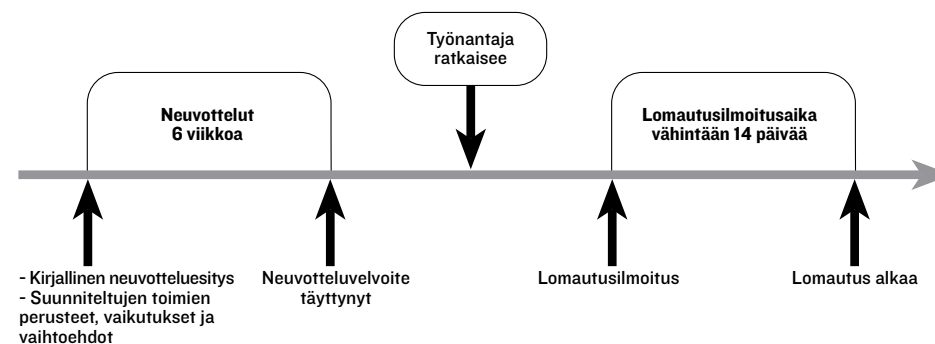 Työnantaja
ratkaisee
Neuvottelut
6 viikkoa
Lomautusilmoitusaika
vähintään 14 päivää
- Kirjallinen neuvotteluesitys
- Suunniteltujen toimien
perusteet, vaikutukset ja
vaihtoehdot
Neuvotteluvelvoite
täyttynyt
Lomautusilmoitus
Lomautus alkaa